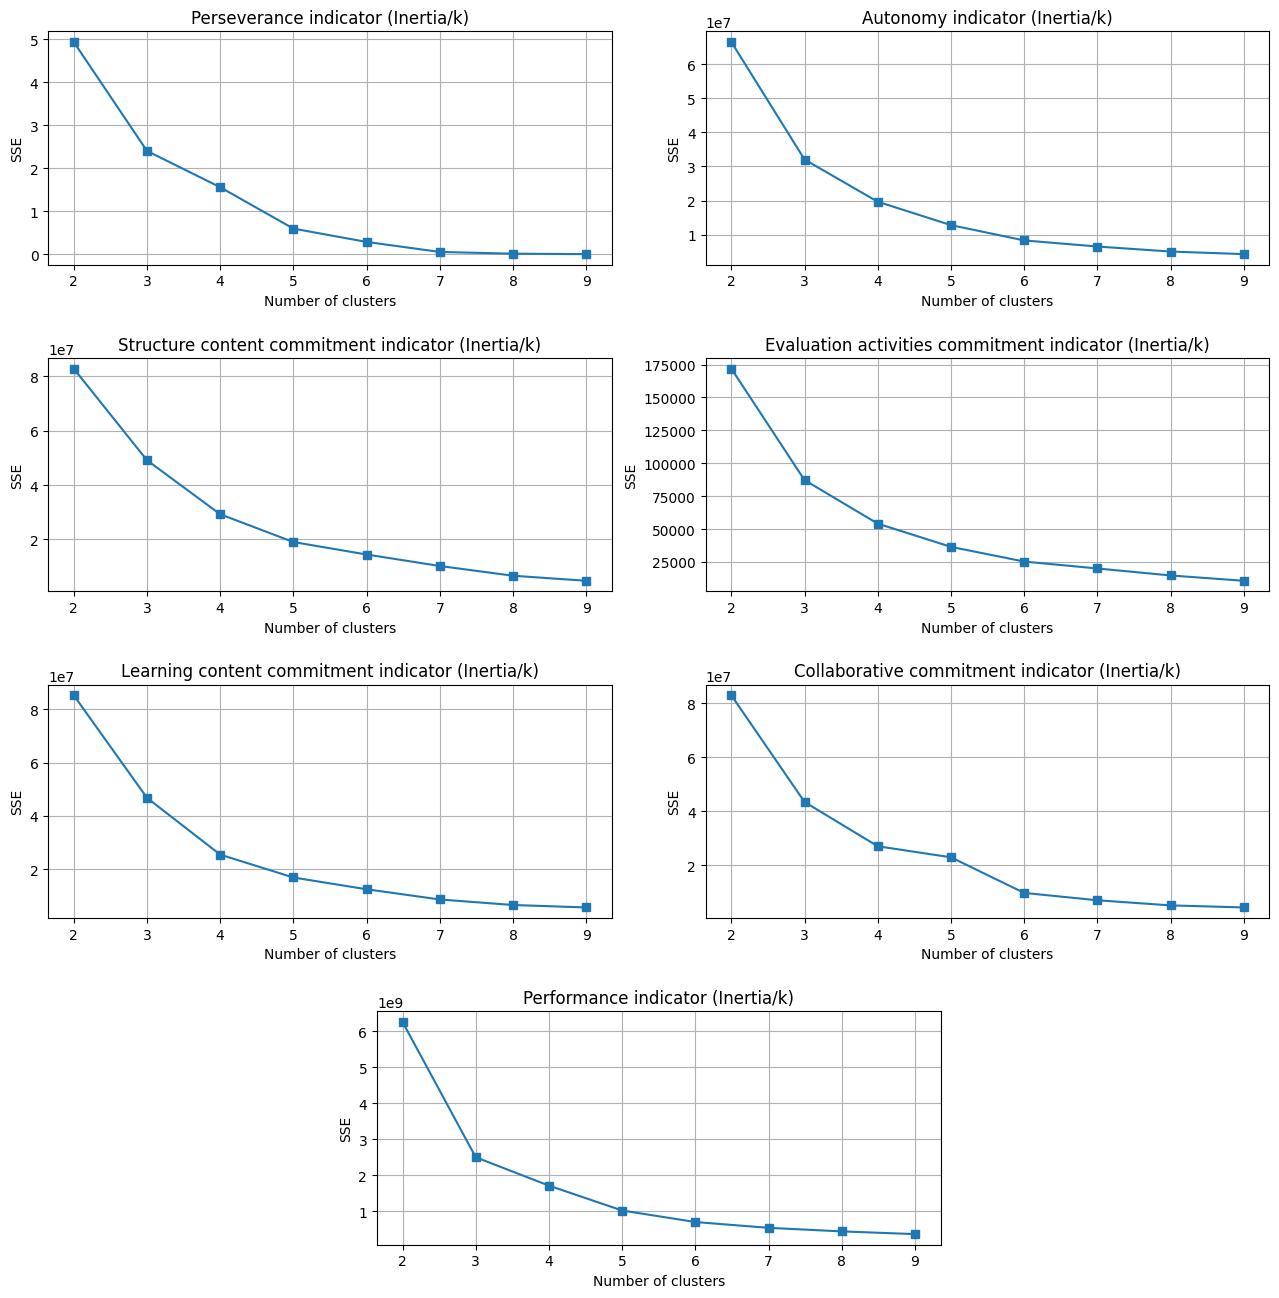 Perseverance indicator (Inertia/k)
5
4
3
2
1
0
SSE
2 3 4 5 6 7 8 9
Number of clusters
Autonomy indicator (Inertia/k)
1e7
6
5
4
3
2
1
SSE
2 3 4 5 6 7 8 9
Number of clusters
Structure content commitment indicator (Inertia/k)
1e7
8
6
4
2
SSE
2 3 4 5 6 7 8 9
Number of clusters
Evaluation activities commitment indicator (Inertia/k)
175000
150000
125000
100000
75000
50000
25000
SSE
2 3 4 5 6 7 8 9
Number of clusters
Learning content commitment indicator (Inertia/k)
1e7
8
6
4
2
SSE
2 3 4 5 6 7 8 9
Number of clusters
Collaborative commitment indicator (Inertia/k)
1e7
8
6
4
2
SSE
2 3 4 5 6 7 8 9
Number of clusters
Performance indicator (Inertia/k)
1e9
6
5
4
3
2
1
SSE
2 3 4 5 6 7 8 9
Number of clusters